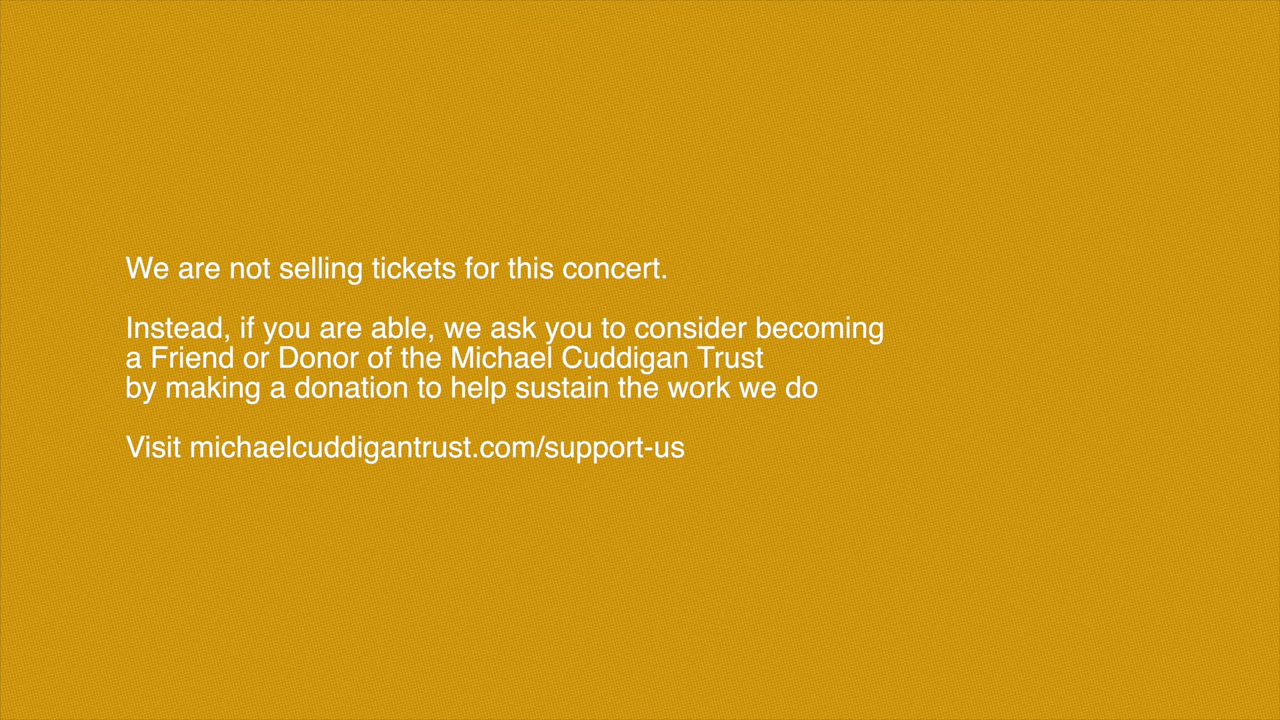 We are not selling tickets for this concert.
Instead, if you are able, we ask you to consider becoming
a Friend or Donor of the Michael Cuddigan Trust
by making a donation to help sustain the work we do
Visit michaelcuddigantrust.com/support-us